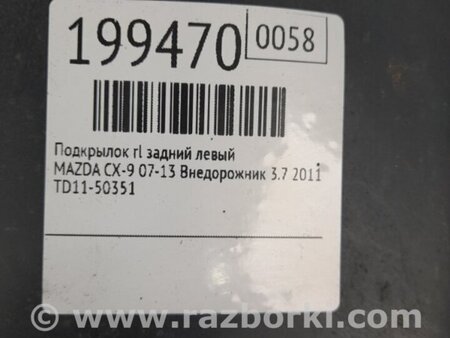 199470 0058
Подкрылок rl задний левый
MAZDA CX-9 07-13 Внедорожник 3.7 2011
TD11-50351
© www.razborki.com